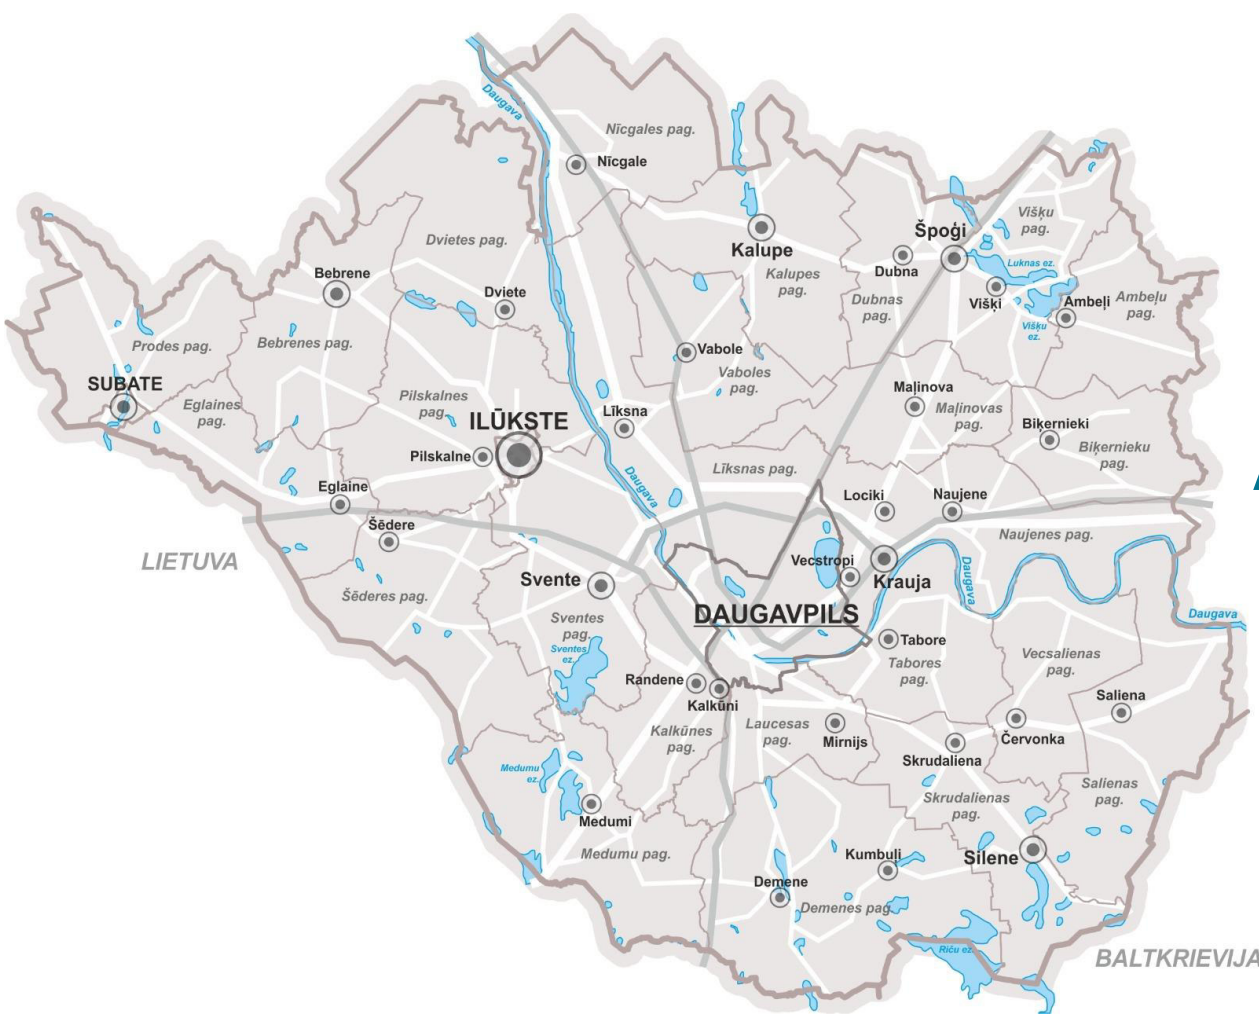 Daugava
Nīcgales pag.
Nīcgale
Višķu
pag.
Špoģi
Kalupe
Dvietes pag.
Dubna
Luknas ez.
Kalupes
pag.
Bebrene
Dviete
Višķi
Ambeļi
Ambeļu
pag.
Dubnas
pag.
Višķu
ez.
Prodes pag.
Bebrenes pag.
Vabole
Vaboles
pag.
SUBATE
Eglaines
pag.
Pilskalnes
pag.
Maļinova
Maļinovas
pag.
ILŪKSTE
Līksna
Biķernieki
Biķernieku
pag.
Pilskalne
Līksnas pag.
Daugava
Eglaine
Lociki
Naujene
Šēdere
Naujenes pag.
LIETUVA
Vecstropi
Svente
Krauja
Daugava
Šēderes pag.
DAUGAVPILS
Daugava
Sventes
pag.
Sventes
ez.
Tabore
Tabores
pag.
Vecsalienas
pag.
Randene
Kalkūni
Saliena
Kalkūnes
pag.
Laucesas
pag.
Mirnijs
Červonka
Skrudaliena
Medumu
ez.
Salienas
pag.
Skrudalienas
pag.
Medumi
Medumu pag.
Kumbuļi
Silene
Demene
Demenes pag.
Riču ez.
BALTKRIEVIJA